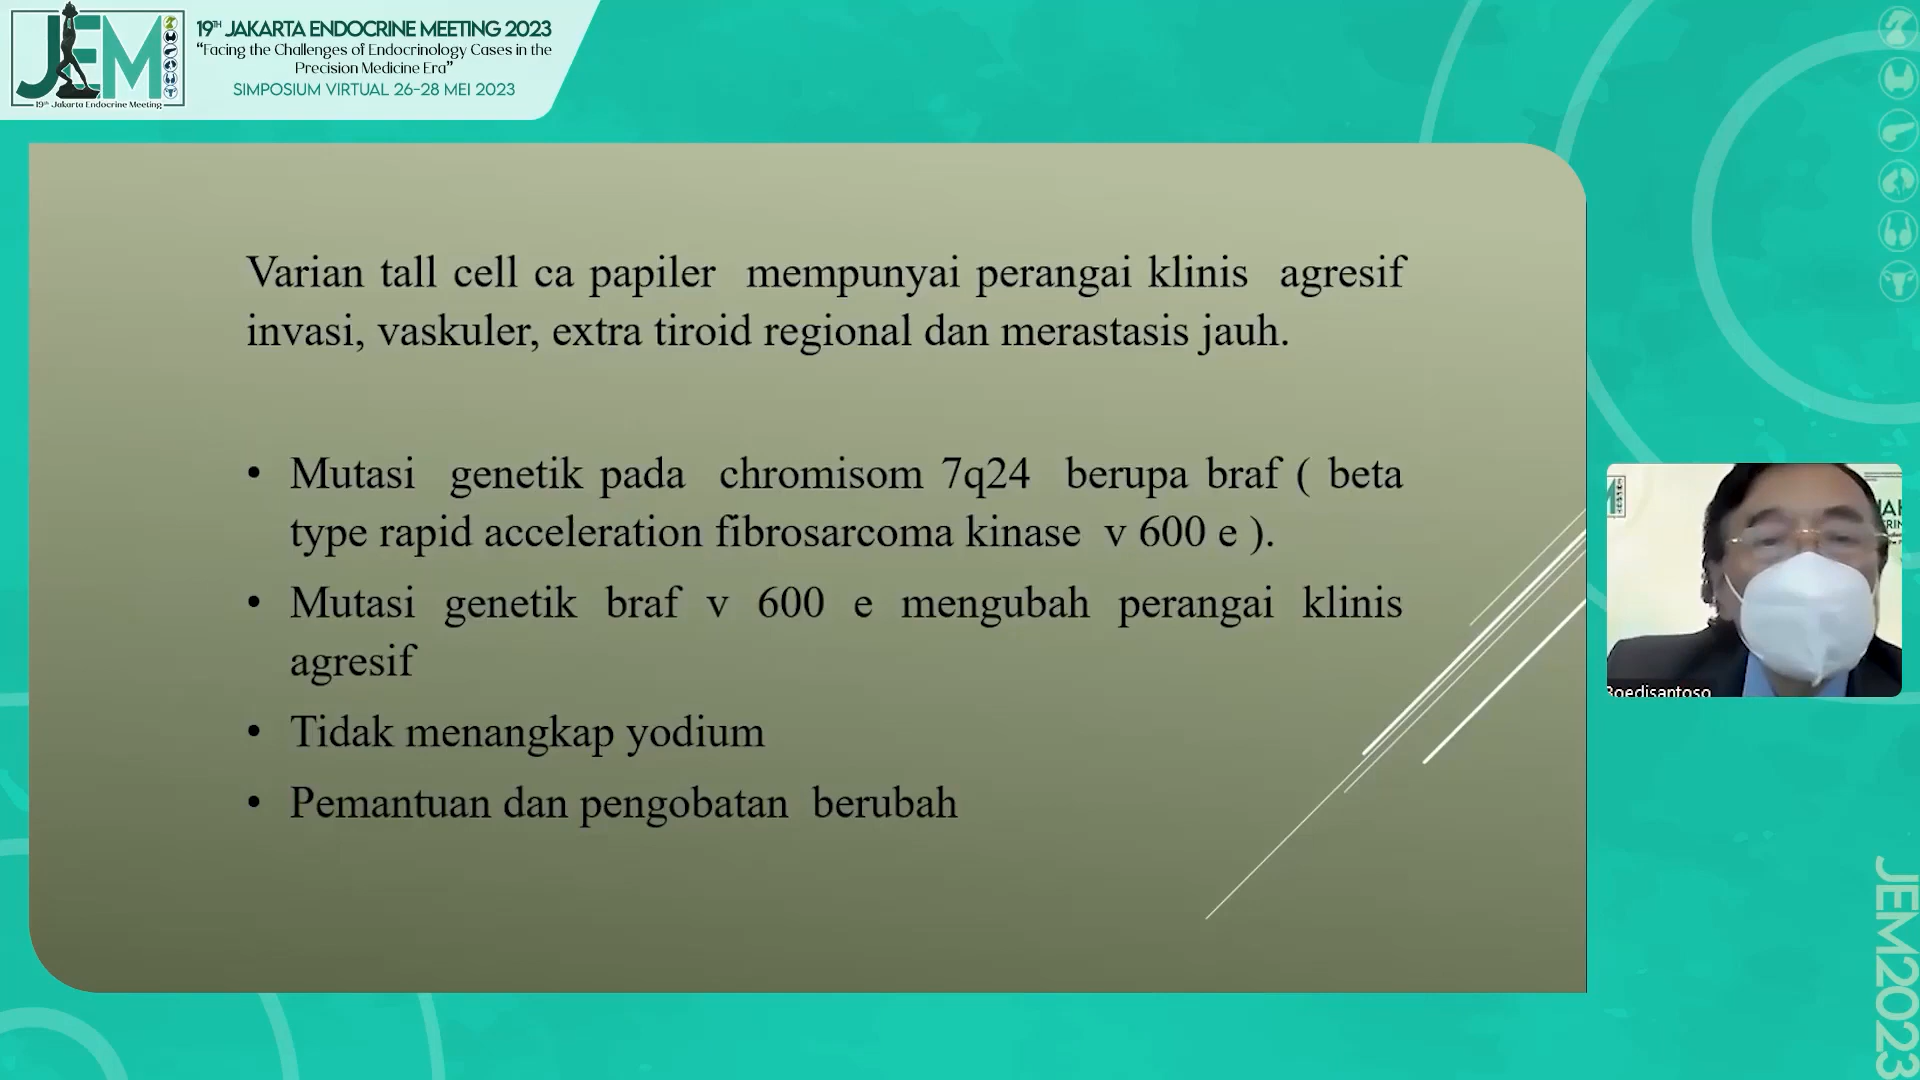 JEM
19th Jakarta Endocrine Meeting
19TH JAKARTA ENDOCRINE MEETING 2023
“Facing the Challenges of Endocrinology Cases in the
Precision Medicine Era”
SIMPOSIUM VIRTUAL 26-28 MEI 2023
Varian tall cell ca papiler mempunyai perangai klinis agresif
invasi, vaskuler, extra tiroid regional dan merastasis jauh.
• Mutasi genetik pada chromisom 7q24 berupa braf ( beta
type rapid acceleration fibrosarcoma kinase v 600 e ).
• Mutasi genetik braf v 600 e mengubah perangai klinis
agresif
• Tidak menangkap yodium
• Pemantuan dan pengobatan berubah
Boedisantoso
JEM2023